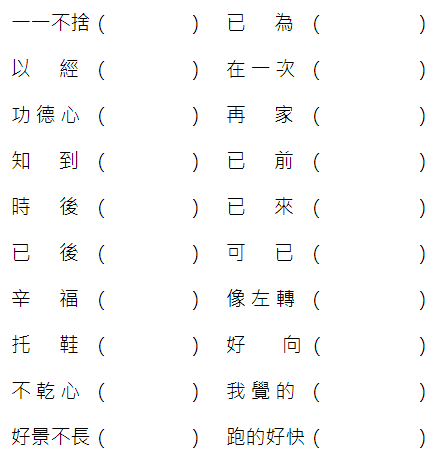 一一不捨 ( ) 已 為 ( )
以 經 ( ) 在一次 ( )
功德心 ( ) 再 家 ( )
知 到 ( ) 已 前 ( )
時 後 ( ) 已 來 ( )
已 後 ( ) 可 已 ( )
辛 福 ( ) 像左轉 ( )
托 鞋 ( ) 好 向 ( )
不乾心 ( ) 我覺的 ( )
好景不長 ( ) 跑的好快 ( )